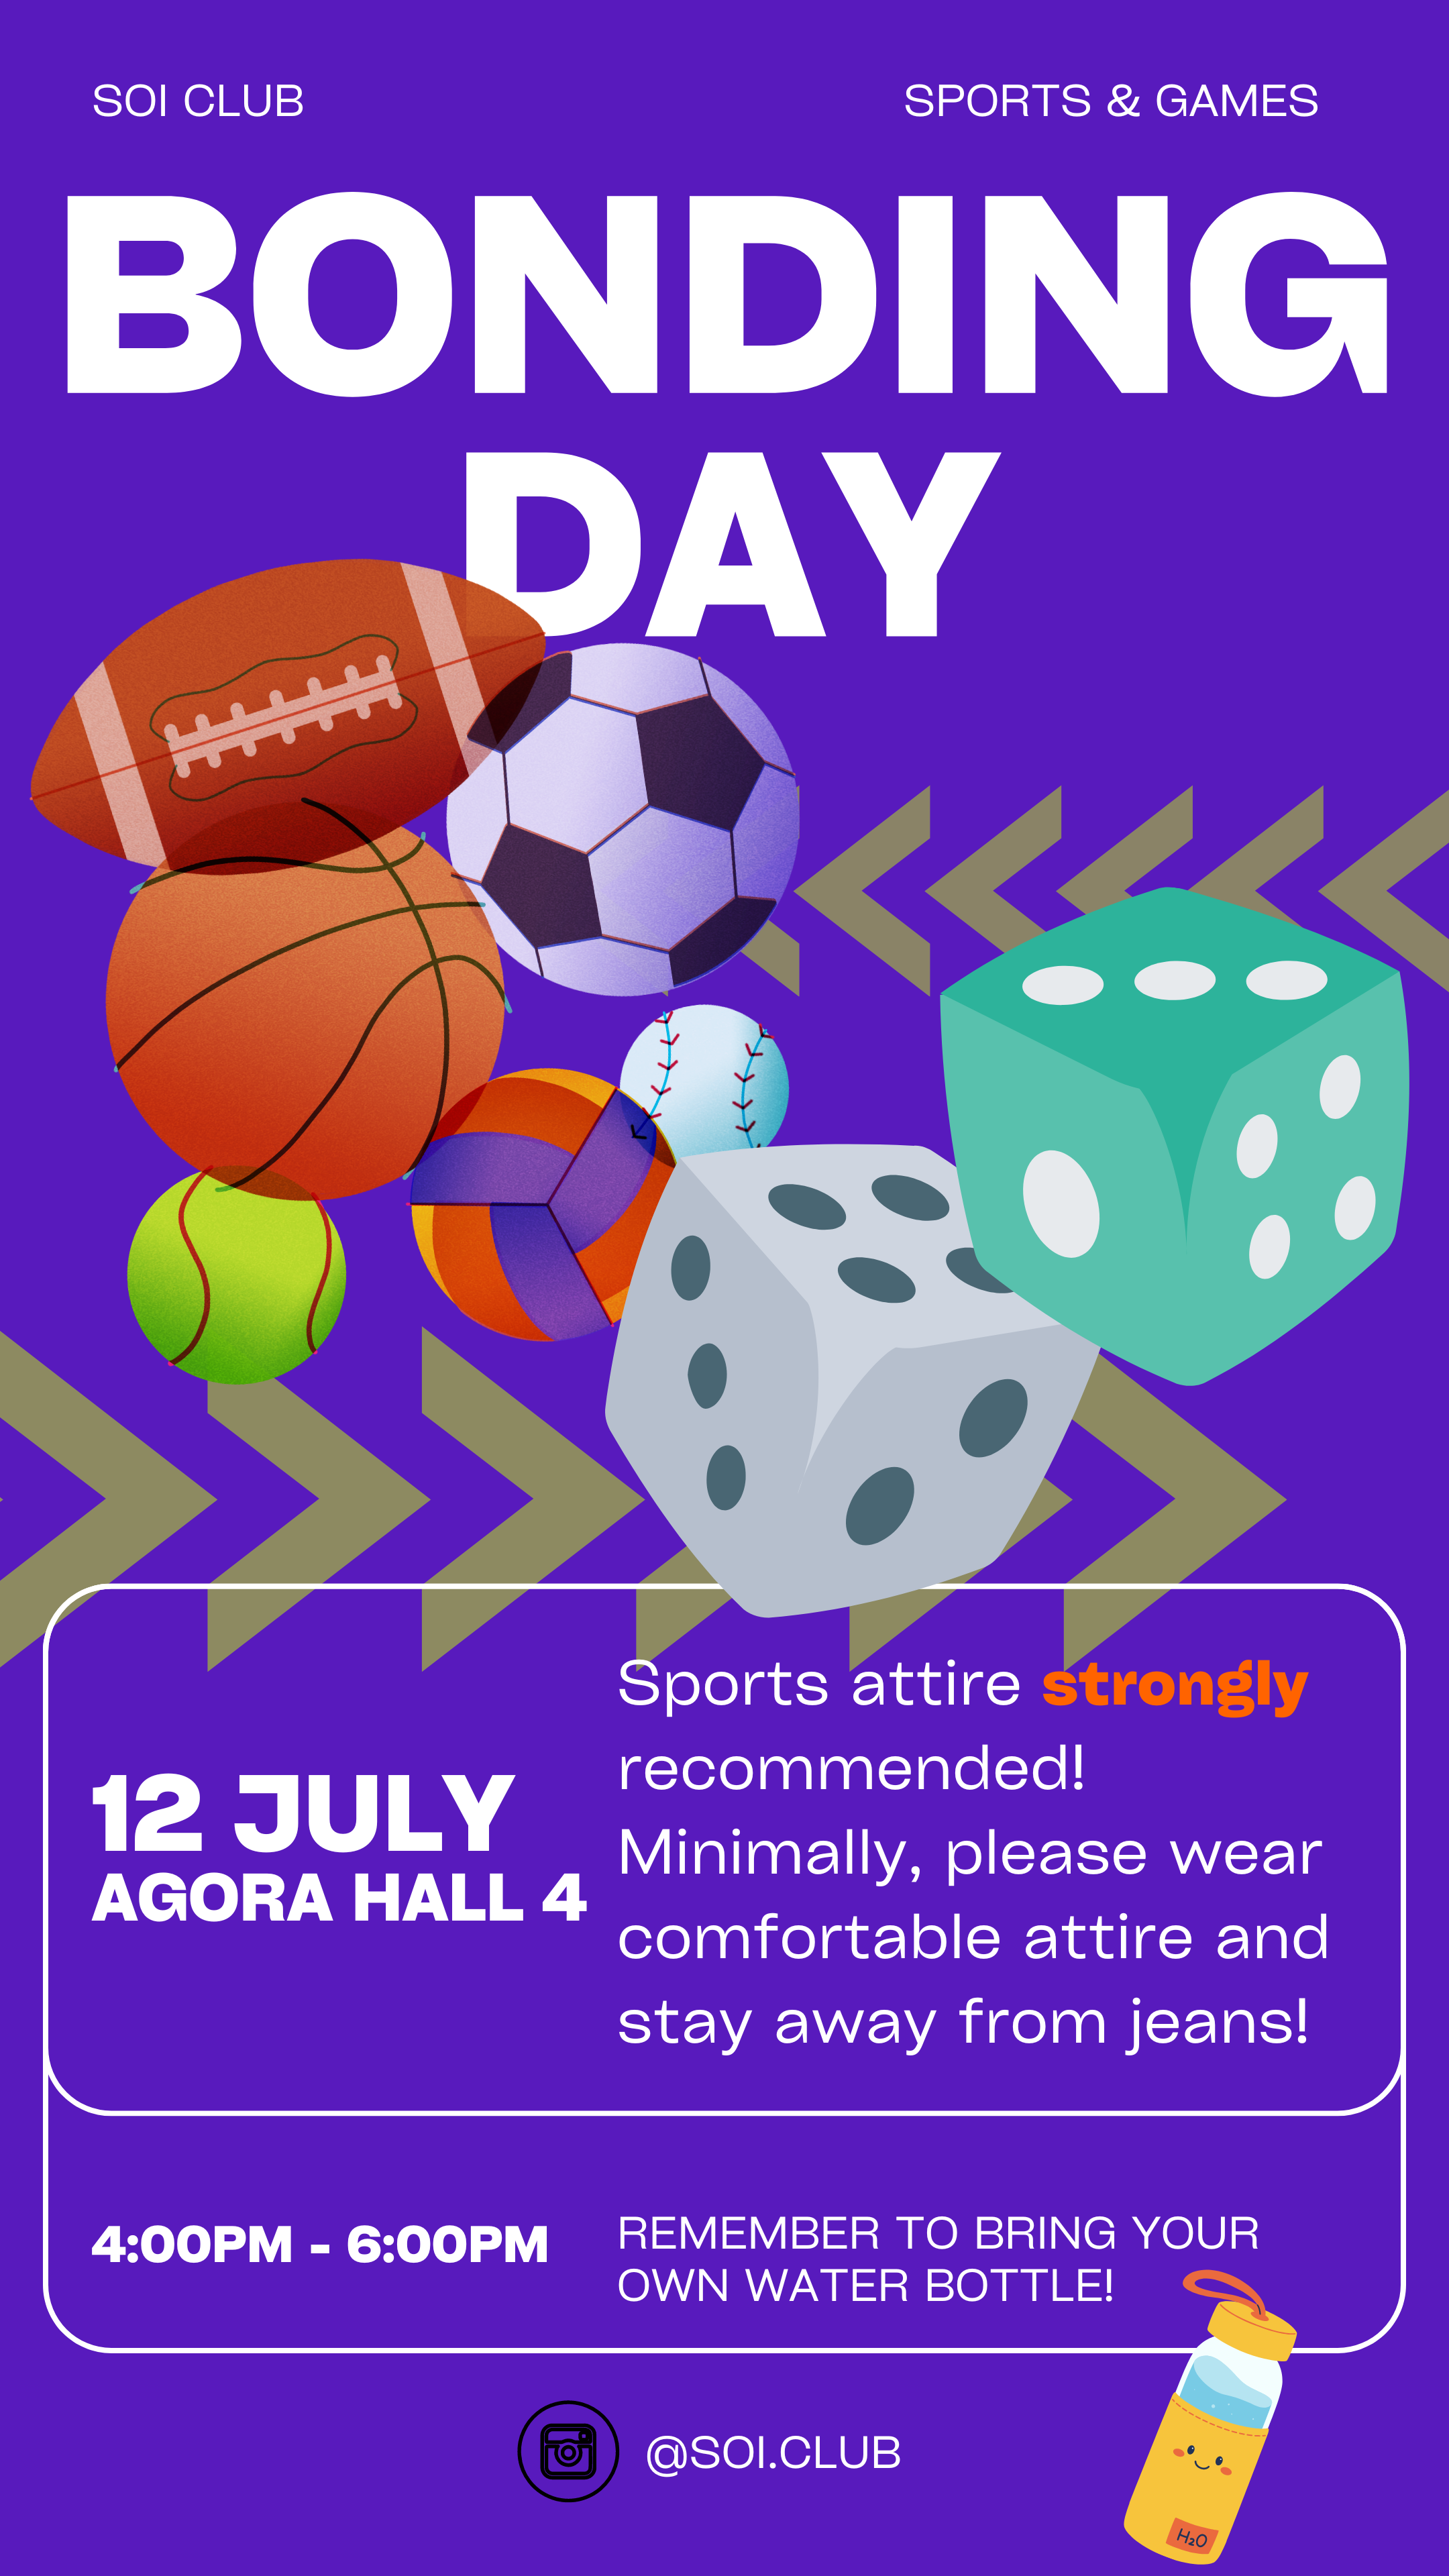 SOI CLUB
SPORTS & GAMES
BONDING
DAY
12 JULY
AGORA HALL 4
Sports attire strongly
recommended!
Minimally, please wear
comfortable attire and
stay away from jeans!
4:00PM - 6:00PM
REMEMBER TO BRING YOUR
OWN WATER BOTTLE!
@SOI.CLUB
H₂O